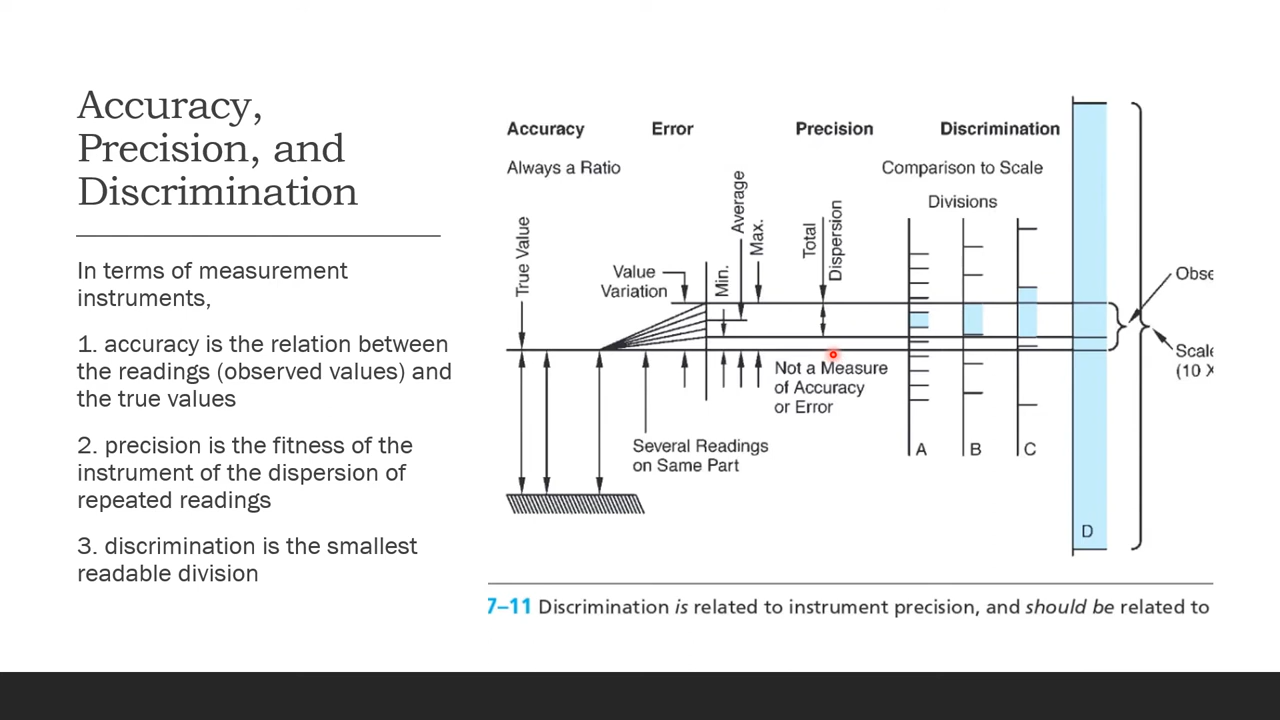 Accuracy,
Precision, and
Discrimination
In terms of measurement
instruments,
1. accuracy is the relation between
the readings (observed values) and
the true values
2. precision is the fitness of the
instrument of the dispersion of
repeated readings
3. discrimination is the smallest
readable division
Accuracy Error Precision Discrimination
Always a Ratio
Comparison to Scale
Divisions
True Value
Value
Variation
Min.
Average
Max.
Total
Dispersion
Not a Measure
of Accuracy
or Error
Several Readings
on Same Part
A
B
C
D
(10 X
7–11 Discrimination is related to instrument precision, and should be related to